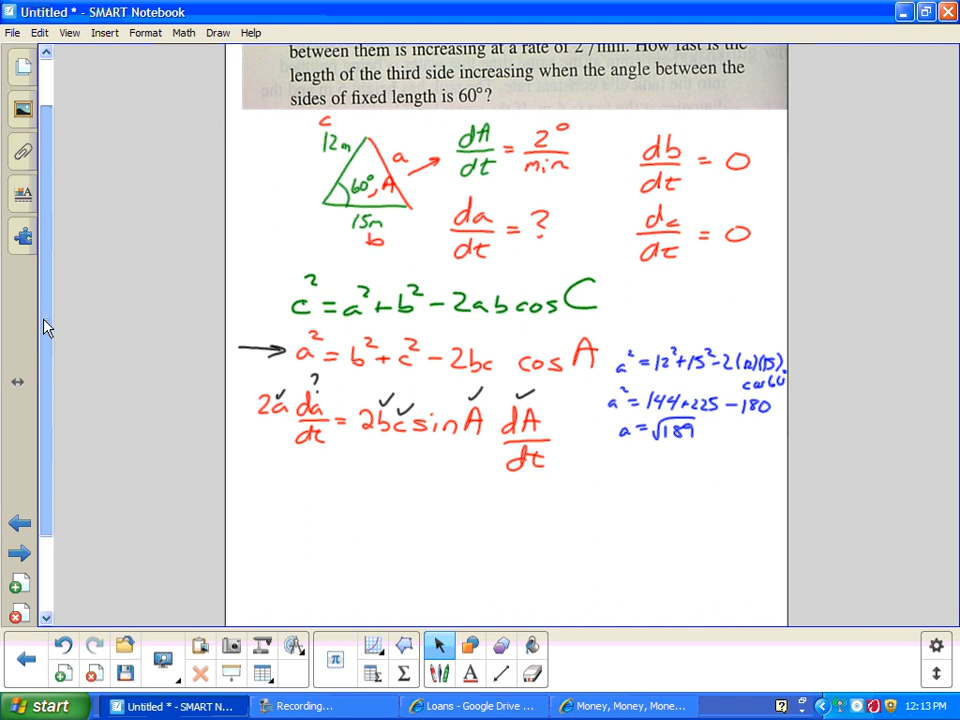 Untitled * - SMART Notebook
File Edit View Insert Format Math Draw Help
between them is increasing at a rate of 2°/min. How fast is the
length of the third side increasing when the angle between the
sides of fixed length is 60°?
c
12m
a
60°, A
15m
b
dA/dt = 2°/min
db/dt = 0
da/dt = ?
dc/dt = 0
c² = a² + b² - 2ab cos C
→ a² = b² + c² - 2bc cos A
?
2a da/dt = 2bc sin A dA/dt
a² = 12² + 15² - 2(12)(15).
cos 60
a² = 144 + 225 - 180
a = √189
π
Σ
A
start
Untitled * - SMART N...
Recording...
Loans - Google Drive ...
Money, Money, Mone...
?
12:13 PM